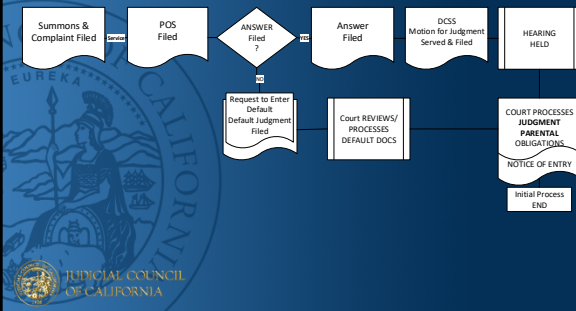 Summons &
Complaint Filed
Service
POS
Filed
ANSWER
Filed
?
YES
Answer
Filed
DCSS
Motion for Judgment
Served & Filed
HEARING
HELD
NO
Request to Enter
Default
Default Judgment
Filed
Court REVIEWS/
PROCESSES
DEFAULT DOCS
COURT PROCESSES
JUDGMENT
PARENTAL
OBLIGATIONS
NOTICE OF ENTRY
Initial Process
END
EUREKA
OF CALIFORNIA
JUDICIAL COUNCIL
OF CALIFORNIA